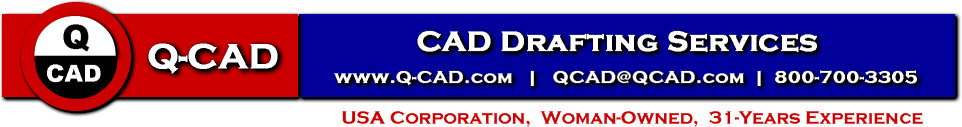 Q
CAD
Q-CAD
CAD Drafting Services
www.Q-CAD.com | QCAD@QCAD.com | 800-700-3305
USA Corporation, Woman-Owned, 31-Years Experience